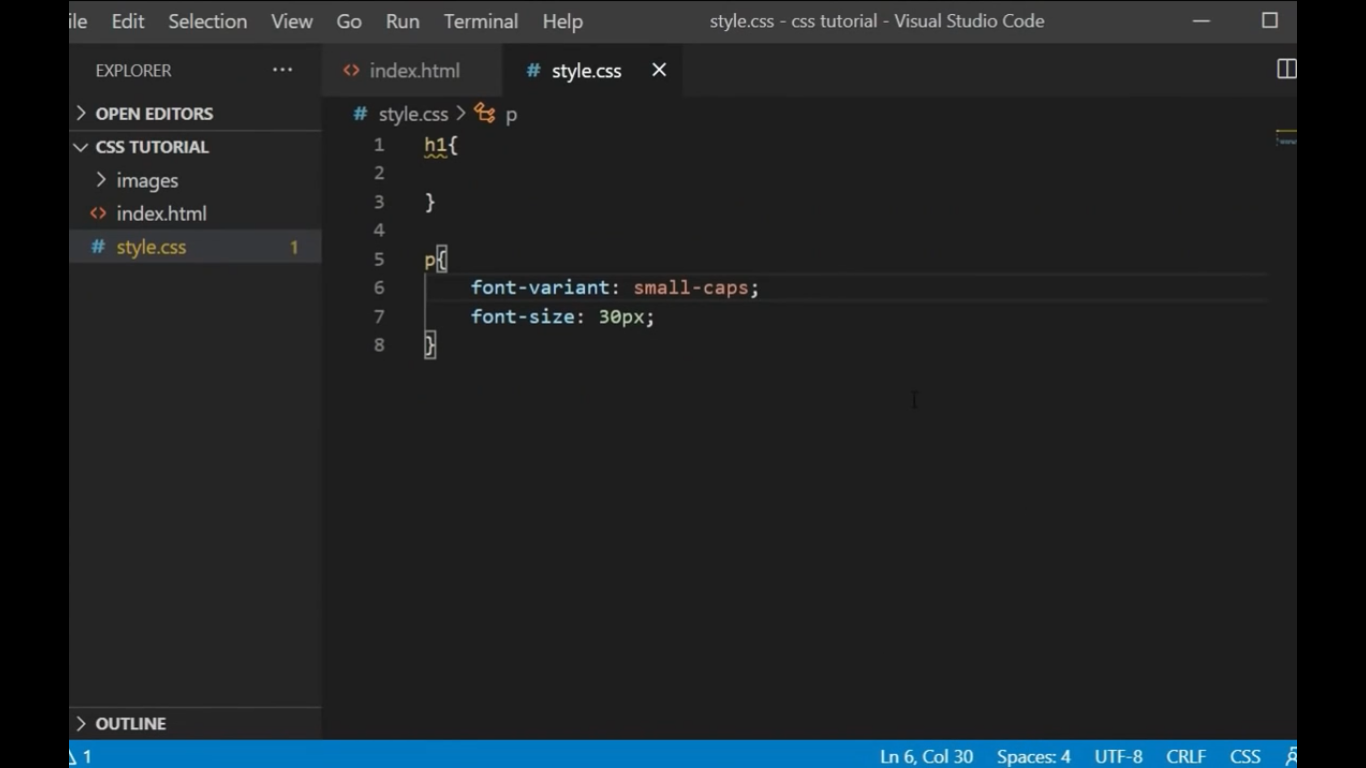 ile Edit Selection View Go Run Terminal Help style.css - css tutorial - Visual Studio Code
EXPLORER ... index.html # style.css
OPEN EDITORS
# style.css > p
CSS TUTORIAL
images
index.html
# style.css 1
1 h1{
2
3 }
4
5 p{
6 font-variant: small-caps;
7 font-size: 30px;
8 }
OUTLINE
1 Ln 6, Col 30 Spaces: 4 UTF-8 CRLF CSS